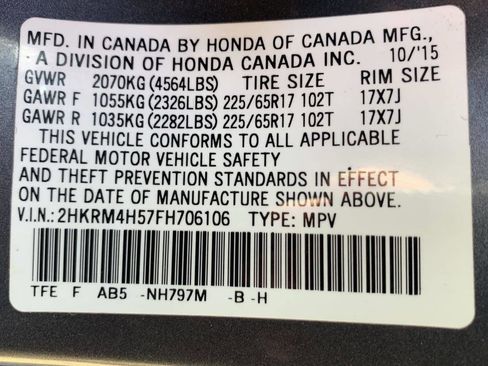 MFD. IN CANADA BY HONDA OF CANADA MFG.,
A DIVISION OF HONDA CANADA INC. 10/'15
GVWR 2070KG (4564LBS) TIRE SIZE RIM SIZE
GAWR F 1055KG (2326LBS) 225/65R17 102T 17X7J
GAWR R 1035KG (2282LBS) 225/65R17 102T 17X7J
THIS VEHICLE CONFORMS TO ALL APPLICABLE
FEDERAL MOTOR VEHICLE SAFETY
AND THEFT PREVENTION STANDARDS IN EFFECT
ON THE DATE OF MANUFACTURE SHOWN ABOVE.
V.I.N.:2HKRM4H57FH706106 TYPE: MPV
TFE F AB5 -NH797M -B -H